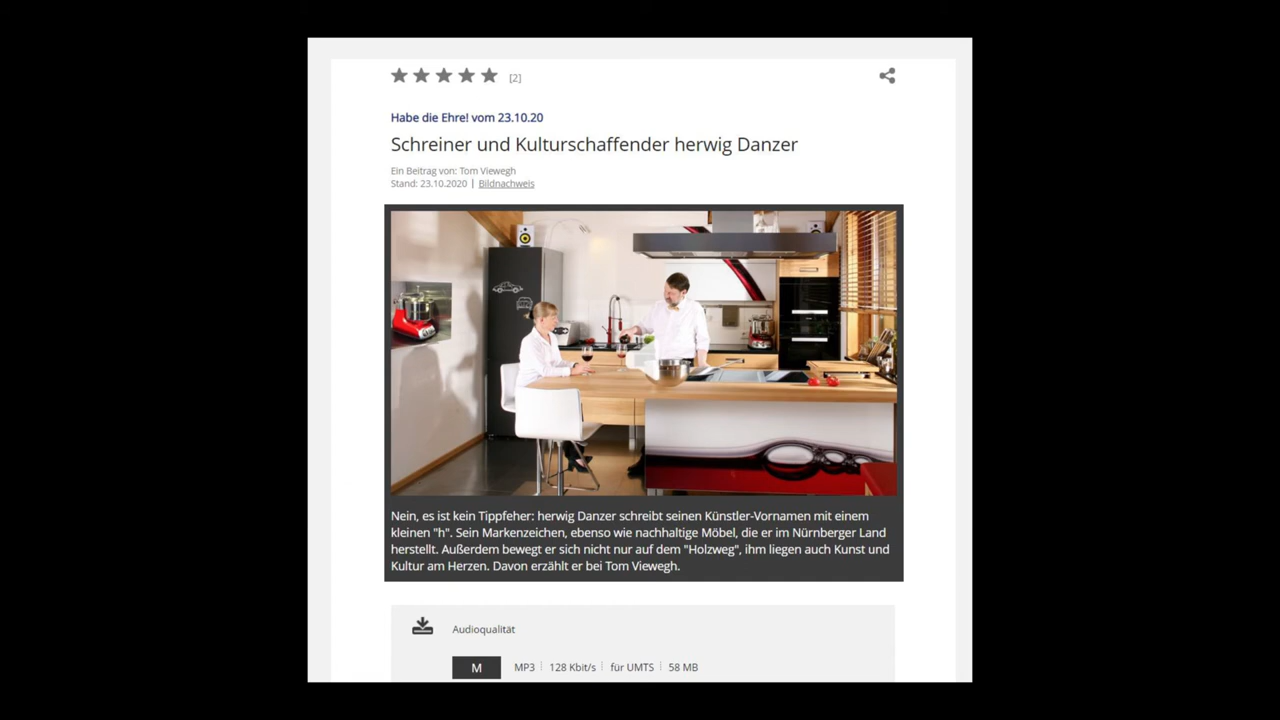 [2]
Habe die Ehre! vom 23.10.20
Schreiner und Kulturschaffender herwig Danzer
Ein Beitrag von: Tom Viewegh
Stand: 23.10.2020 | Bildnachweis
Nein, es ist kein Tippfeher: herwig Danzer schreibt seinen Künstler-Vornamen mit einem
kleinen "h". Sein Markenzeichen, ebenso wie nachhaltige Möbel, die er im Nürnberger Land
herstellt. Außerdem bewegt er sich nicht nur auf dem "Holzweg", ihm liegen auch Kunst und
Kultur am Herzen. Davon erzählt er bei Tom Viewegh.
Audioqualität
M MP3 | 128 Kbit/s | für UMTS | 58 MB